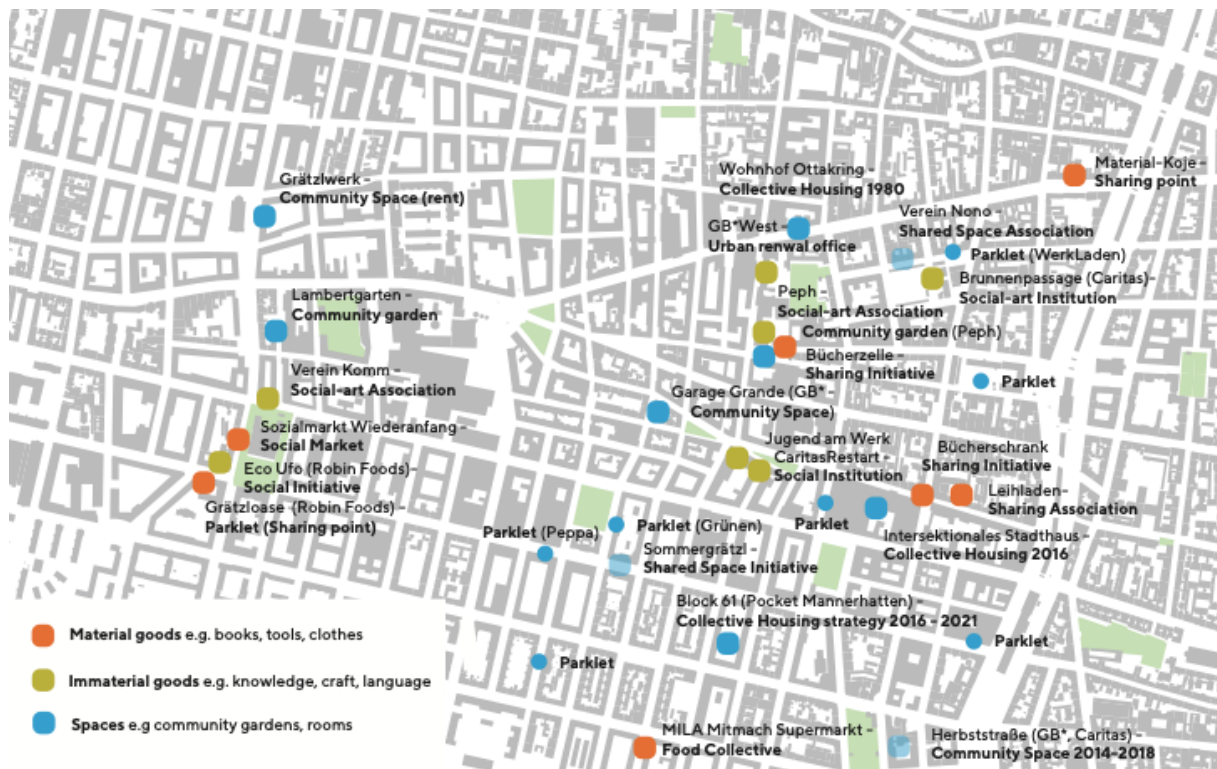 Grätzlwerk –
Community Space (rent)
Wohnhof Ottakring –
Collective Housing 1980
Material-Koje –
Sharing point
GB*West –
Urban renwal office
Verein Nono –
Shared Space Association
Parklet (WerkLaden)
Brunnenpassage (Caritas)–
Social-art Institution
Lambertgarten –
Community garden
Peph –
Social-art Association
Community garden (Peph)
Bücherzelle –
Sharing Initiative
Verein Komm –
Social-art Association
Parklet
Garage Grande (GB* –
Community Space)
Sozialmarkt Wiederanfang –
Social Market
Eco Ufo (Robin Foods)–
Social Initiative
Grätzloase (Robin Foods) –
Parklet (Sharing point)
Jugend am Werk
CaritasRestart –
Social Institution
Bücherschrank
Sharing Initiative
Leihladen–
Sharing Association
Parklet (Peppa)
Parklet (Grünen)
Parklet
Sommergrätzl –
Shared Space Initiative
Intersektionales Stadthaus –
Collective Housing 2016
Block 61 (Pocket Mannerhatten) –
Collective Housing strategy 2016 – 2021
Parklet
Parklet
MILA Mitmach Supermarkt –
Food Collective
Herbststraße (GB*, Caritas) –
Community Space 2014–2018
Material goods e.g. books, tools, clothes
Immaterial goods e.g. knowledge, craft, language
Spaces e.g community gardens, rooms